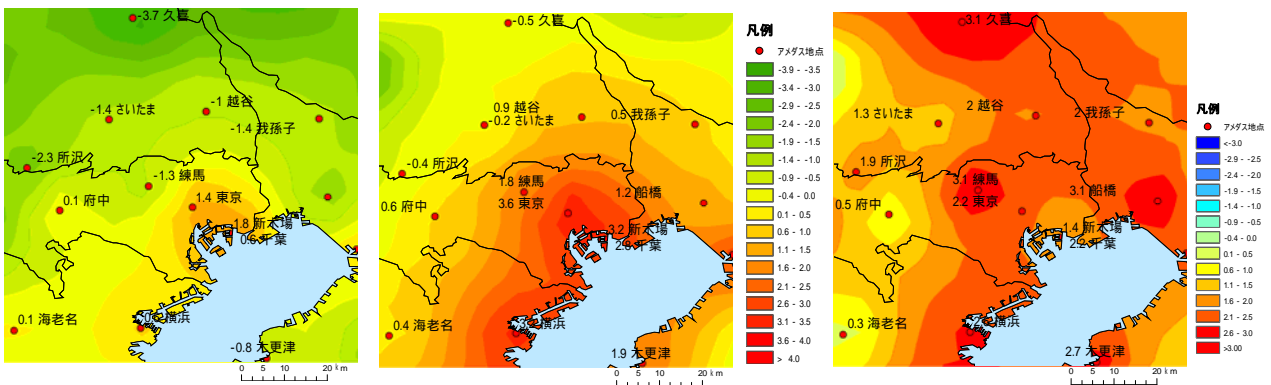 -3.7 久喜
-1 越谷
-1.4 さいたま
-1.4 我孫子
-2.3 所沢
-1.3 練馬
0.1 府中
1.4 東京
1.8 新木場
0.6 千葉
0.1 海老名
横浜
-0.8 木更津
0 5 10 20 km
-0.5 久喜
0.9 越谷
-0.2 さいたま
0.5 我孫子
-0.4 所沢
1.8 練馬
3.6 東京
1.2 船橋
0.6 府中
3.2 新木場
千葉
0.4 海老名
横浜
1.9 木更津
0 5 10 20 km
凡例
アメダス地点
-3.9 - -3.5
-3.4 - -3.0
-2.9 - -2.5
-2.4 - -2.0
-1.9 - -1.5
-1.4 - -1.0
-0.9 - -0.5
-0.4 - 0.0
0.1 - 0.5
0.6 - 1.0
1.1 - 1.5
1.6 - 2.0
2.1 - 2.5
2.6 - 3.0
3.1 - 3.5
3.6 - 4.0
> 4.0
3.1 久喜
2 越谷
1.3 さいたま
2 我孫子
1.9 所沢
3.1 練馬
2.2 東京
3.1 船橋
0.5 府中
1.4 新木場
2.2 千葉
0.3 海老名
横浜
2.7 木更津
0 5 10 20 km
凡例
アメダス地点
<-3.0
-2.9 - -2.5
-2.4 - -2.0
-1.9 - -1.5
-1.4 - -1.0
-0.9 - -0.5
-0.4 - 0.0
0.1 - 0.5
0.6 - 1.0
1.1 - 1.5
1.6 - 2.0
2.1 - 2.5
2.6 - 3.0
>3.00